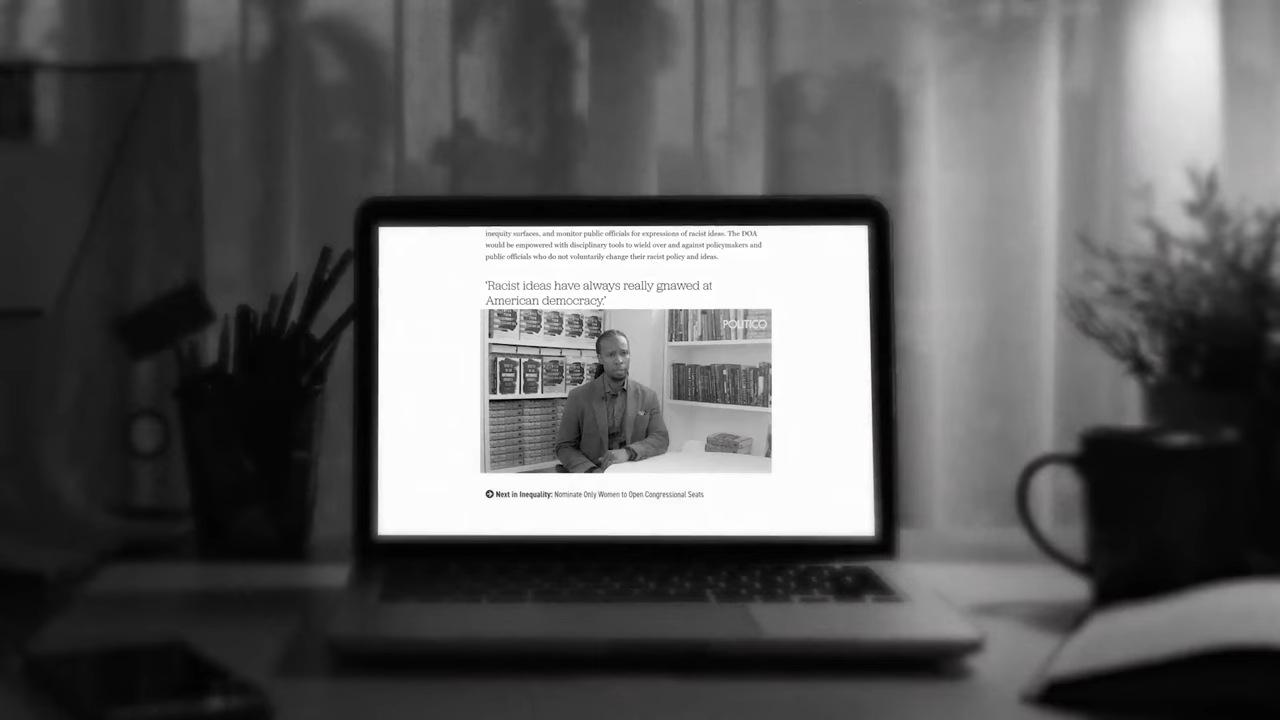 inequity surfaces, and monitor public officials for expressions of racist ideas. The DOA
would be empowered with disciplinary tools to wield over and against policymakers and
public officials who do not voluntarily change their racist policy and ideas.
‘Racist ideas have always really gnawed at
American democracy.’
POLITICO
Next in Inequality: Nominate Only Women to Open Congressional Seats